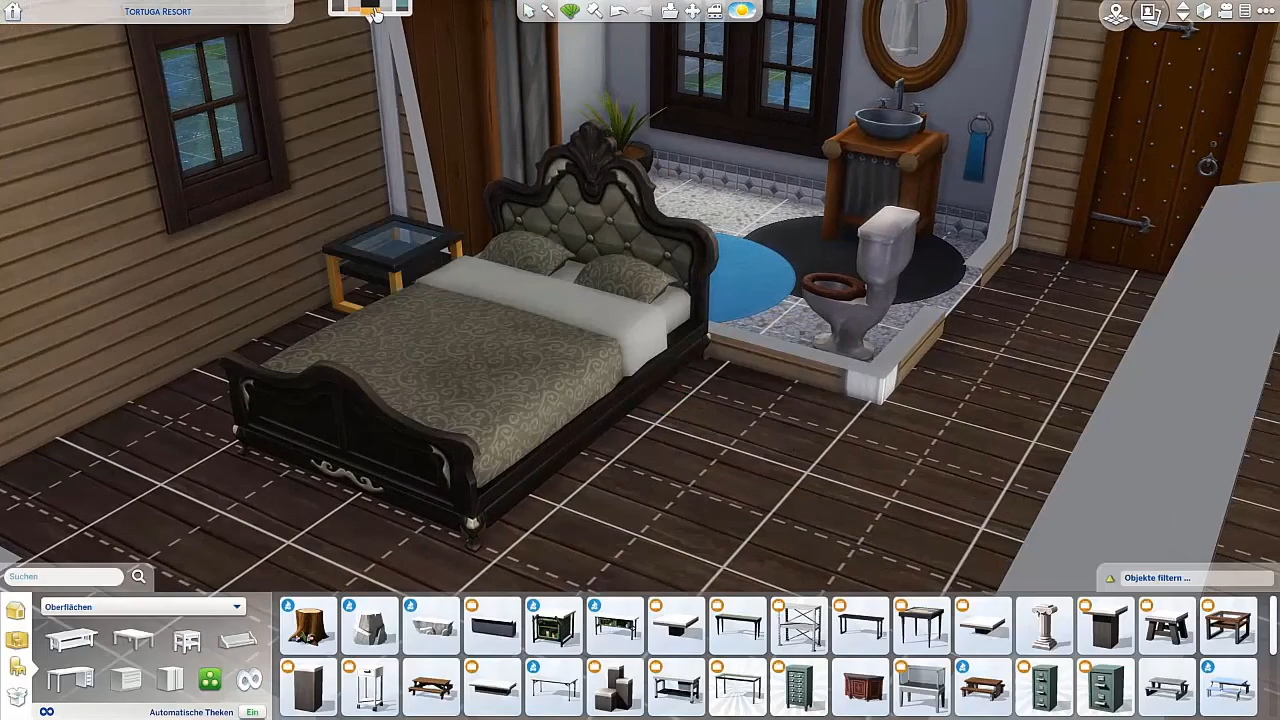 Tortuga Resort
Suchen
Objekte filtern ...
Oberflächen
Automatische Theken
Ein